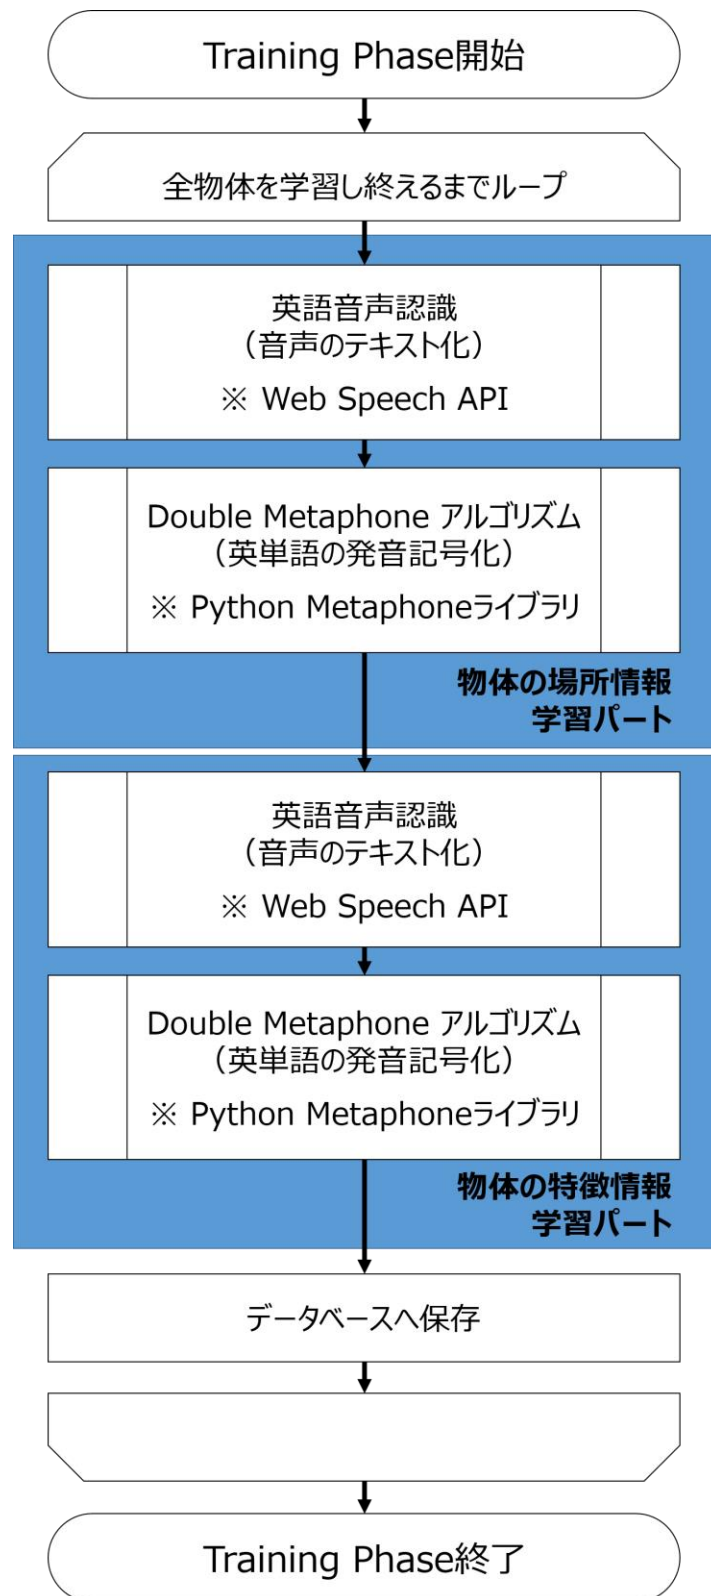 Training Phase開始
全物体を学習し終えるまでループ
英語音声認識
（音声のテキスト化）
※ Web Speech API
Double Metaphone アルゴリズム
（英単語の発音記号化）
※ Python Metaphoneライブラリ
物体の場所情報
学習パート
英語音声認識
（音声のテキスト化）
※ Web Speech API
Double Metaphone アルゴリズム
（英単語の発音記号化）
※ Python Metaphoneライブラリ
物体の特徴情報
学習パート
データベースへ保存
Training Phase終了